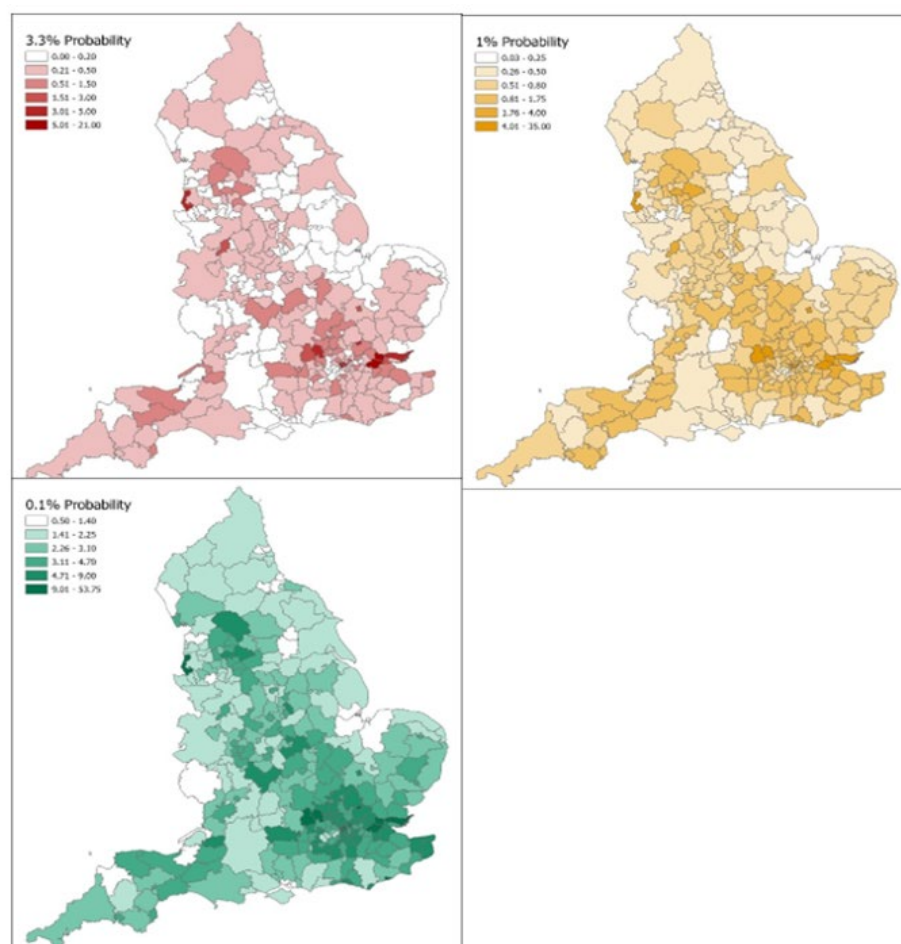 3.3% Probability
0.00 - 0.20
0.21 - 0.50
0.51 - 1.50
1.51 - 3.00
3.01 - 5.00
5.01 - 21.00
1% Probability
0.03 - 0.25
0.26 - 0.50
0.51 - 0.80
0.81 - 1.75
1.76 - 4.00
4.01 - 35.00
0.1% Probability
0.50 - 1.40
1.41 - 2.25
2.26 - 3.10
3.11 - 4.70
4.71 - 9.00
9.01 - 53.75